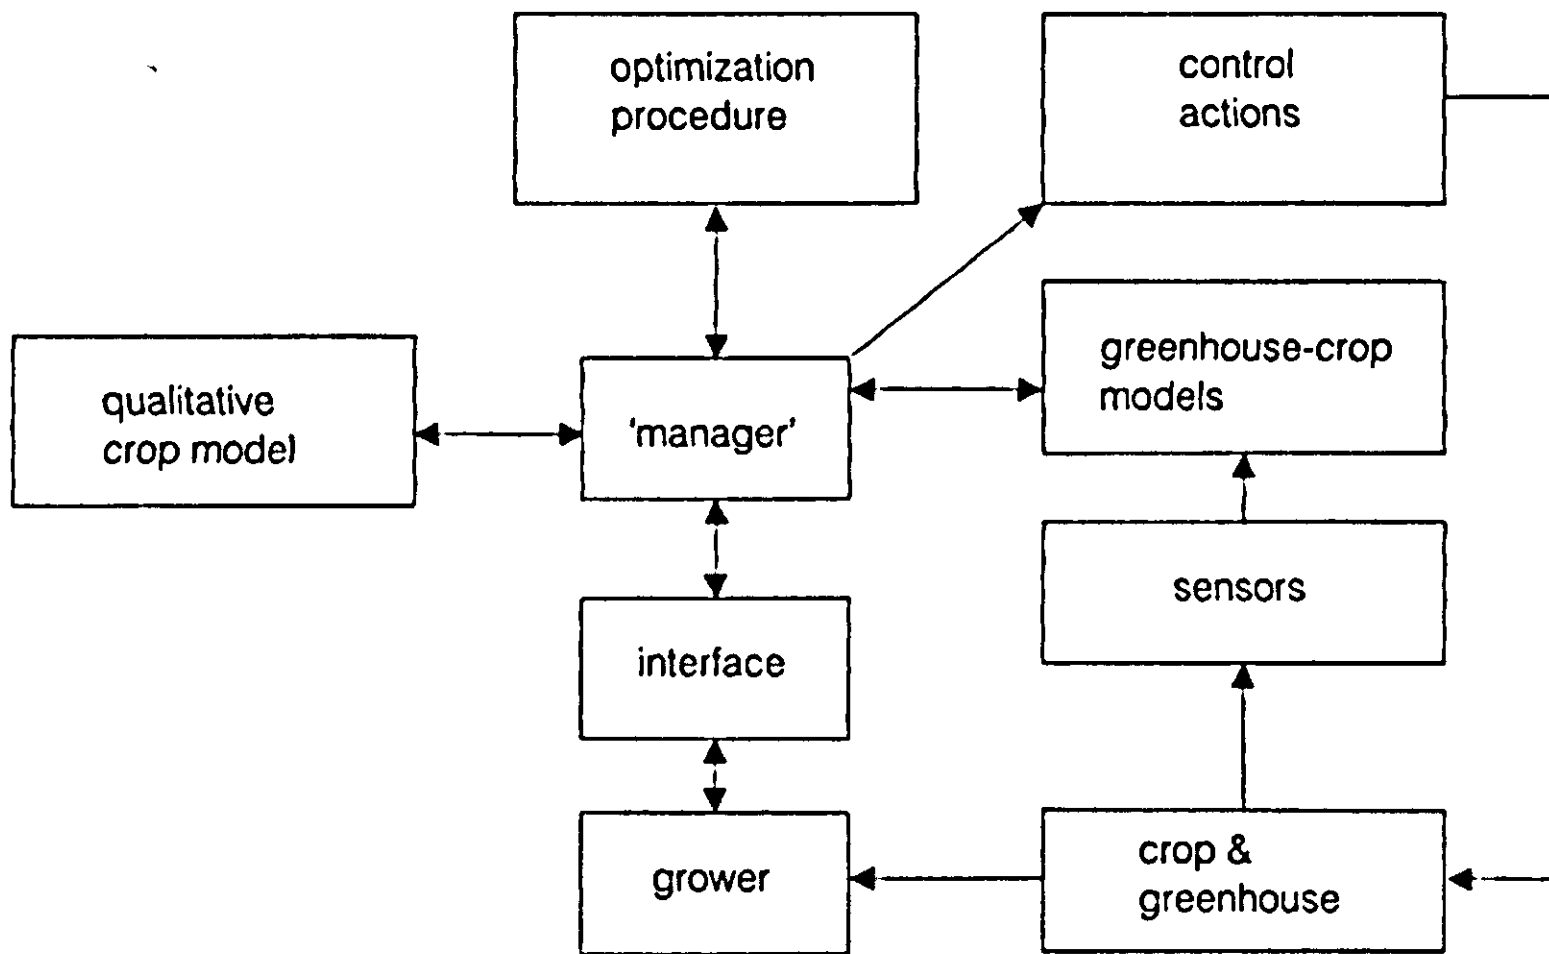 optimization
procedure
control
actions
qualitative
crop model
'manager'
greenhouse-crop
models
sensors
interface
grower
crop &
greenhouse